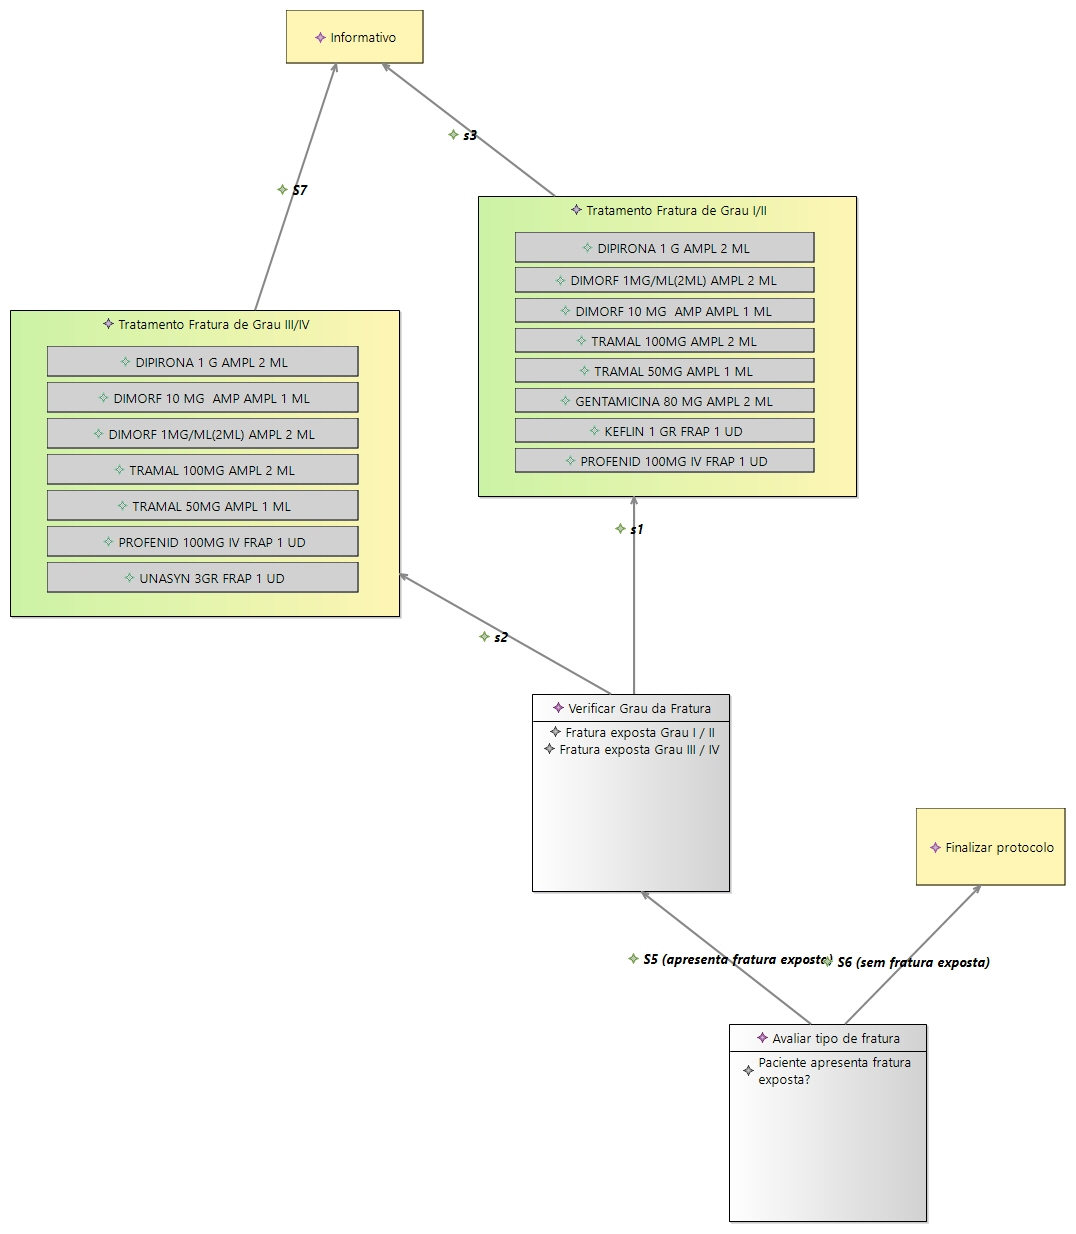 Informativo
s3
S7
Tratamento Fratura de Grau I/II
DIPIRONA 1 G AMPL 2 ML
DIMORF 1MG/ML(2ML) AMPL 2 ML
DIMORF 10 MG  AMP AMPL 1 ML
TRAMAL 100MG AMPL 2 ML
TRAMAL 50MG AMPL 1 ML
GENTAMICINA 80 MG AMPL 2 ML
KEFLIN 1 GR FRAP 1 UD
PROFENID 100MG IV FRAP 1 UD
Tratamento Fratura de Grau III/IV
DIPIRONA 1 G AMPL 2 ML
DIMORF 10 MG  AMP AMPL 1 ML
DIMORF 1MG/ML(2ML) AMPL 2 ML
TRAMAL 100MG AMPL 2 ML
TRAMAL 50MG AMPL 1 ML
PROFENID 100MG IV FRAP 1 UD
UNASYN 3GR FRAP 1 UD
s1
s2
Verificar Grau da Fratura
Fratura exposta Grau I / II
Fratura exposta Grau III / IV
Finalizar protocolo
S5 (apresenta fratura exposta)
S6 (sem fratura exposta)
Avaliar tipo de fratura
Paciente apresenta fratura
exposta?